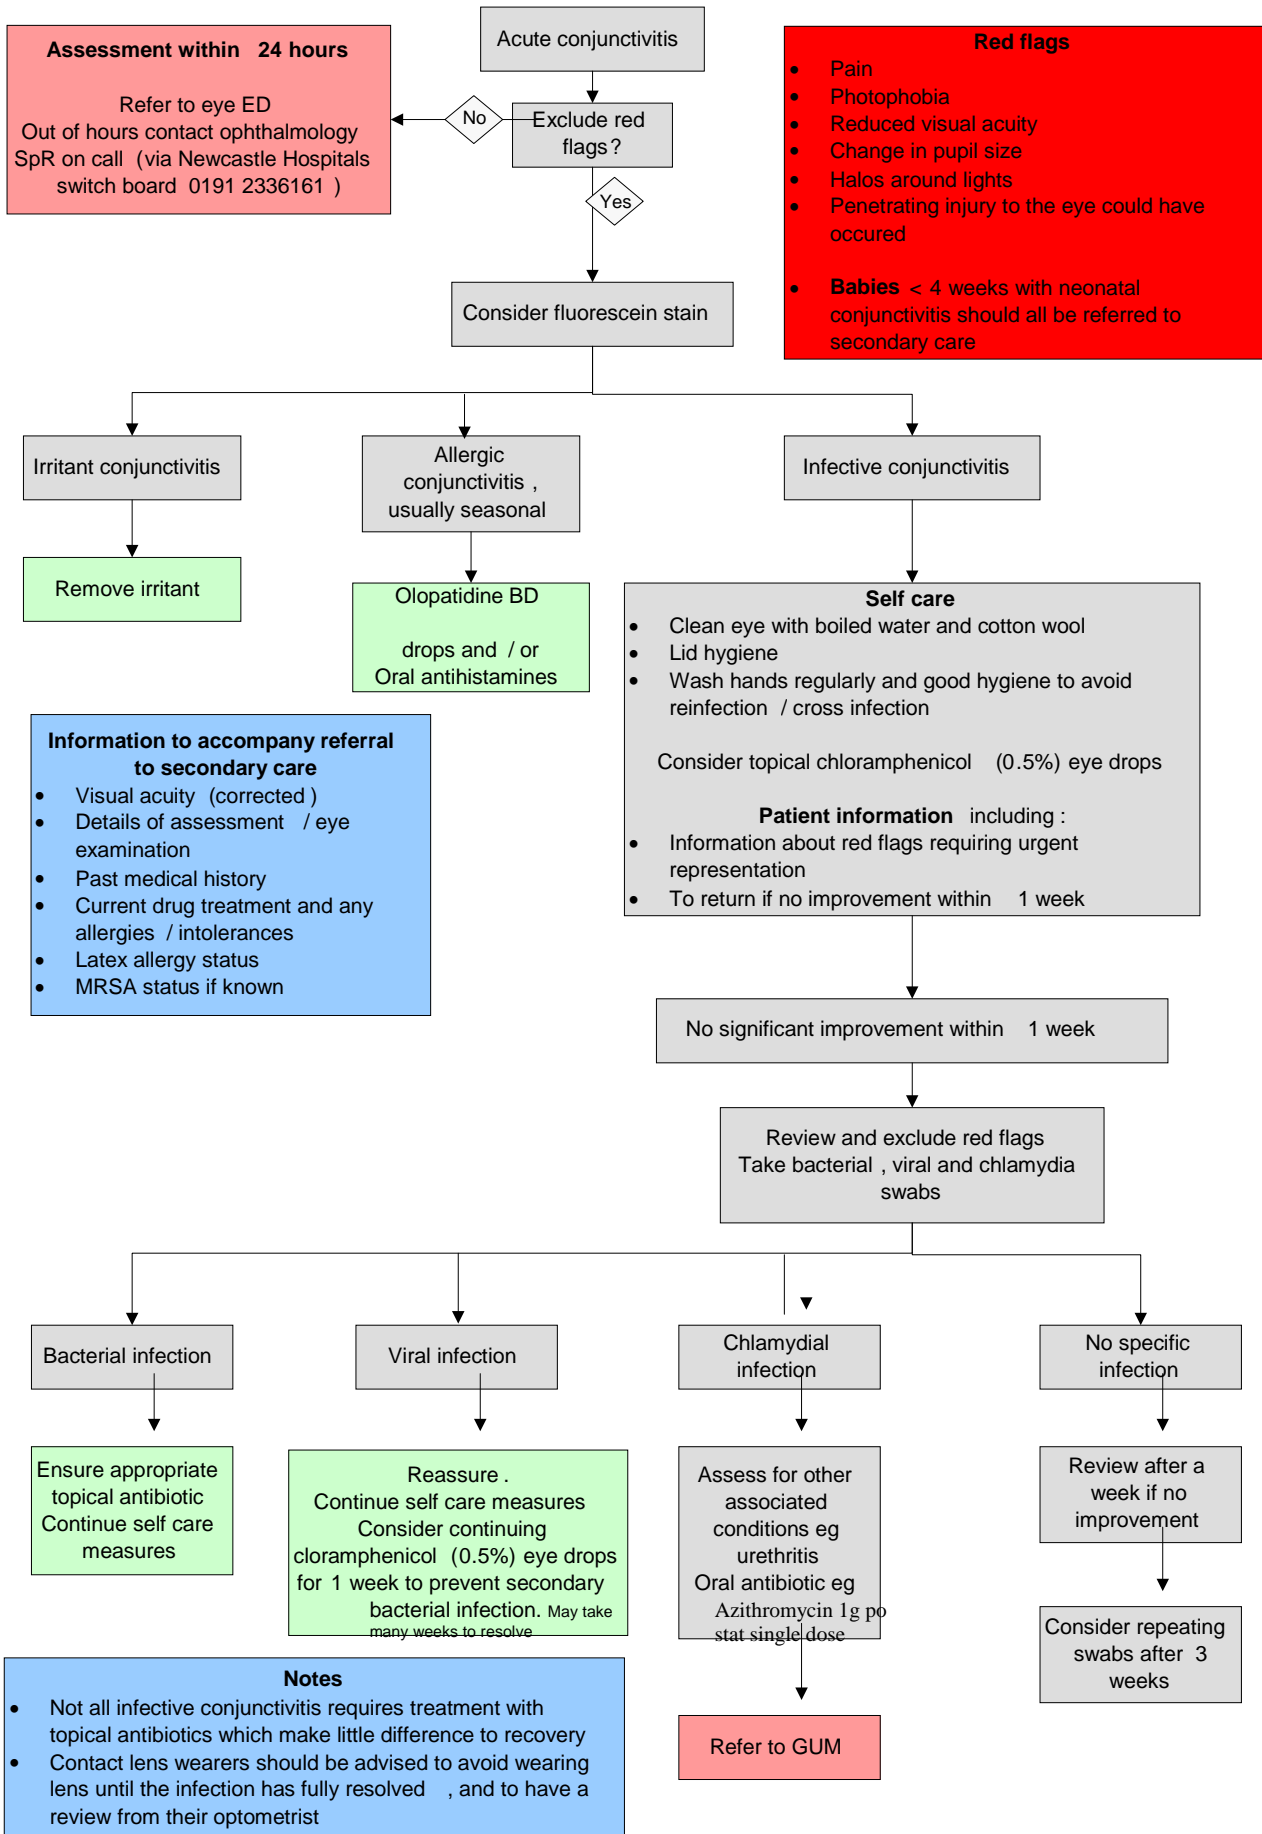 Acute conjunctivitis
Assessment within 24 hours
Refer to eye ED
Out of hours contact ophthalmology
SpR on call (via Newcastle Hospitals
switch board 0191 2336161 )
No
Exclude red
flags?
Yes
Red flags
• Pain
• Photophobia
• Reduced visual acuity
• Change in pupil size
• Halos around lights
• Penetrating injury to the eye could have
occured
• Babies < 4 weeks with neonatal
conjunctivitis should all be referred to
secondary care
Consider fluorescein stain
Irritant conjunctivitis
Allergic
conjunctivitis ,
usually seasonal
Infective conjunctivitis
Remove irritant
Olopatidine BD
drops and / or
Oral antihistamines
Self care
• Clean eye with boiled water and cotton wool
• Lid hygiene
• Wash hands regularly and good hygiene to avoid
reinfection / cross infection
Consider topical chloramphenicol (0.5%) eye drops
Patient information including :
• Information about red flags requiring urgent
representation
• To return if no improvement within 1 week
Information to accompany referral
to secondary care
• Visual acuity (corrected )
• Details of assessment / eye
examination
• Past medical history
• Current drug treatment and any
allergies / intolerances
• Latex allergy status
• MRSA status if known
No significant improvement within 1 week
Review and exclude red flags
Take bacterial , viral and chlamydia
swabs
Bacterial infection
Viral infection
Chlamydial
infection
No specific
infection
Ensure appropriate
topical antibiotic
Continue self care
measures
Reassure .
Continue self care measures
Consider continuing
cloramphenicol (0.5%) eye drops
for 1 week to prevent secondary
bacterial infection. May take
many weeks to resolve
Assess for other
associated
conditions eg
urethritis
Oral antibiotic eg
Azithromycin 1g po
stat single dose
Review after a
week if no
improvement
Consider repeating
swabs after 3
weeks
Refer to GUM
Notes
• Not all infective conjunctivitis requires treatment with
topical antibiotics which make little difference to recovery
• Contact lens wearers should be advised to avoid wearing
lens until the infection has fully resolved , and to have a
review from their optometrist